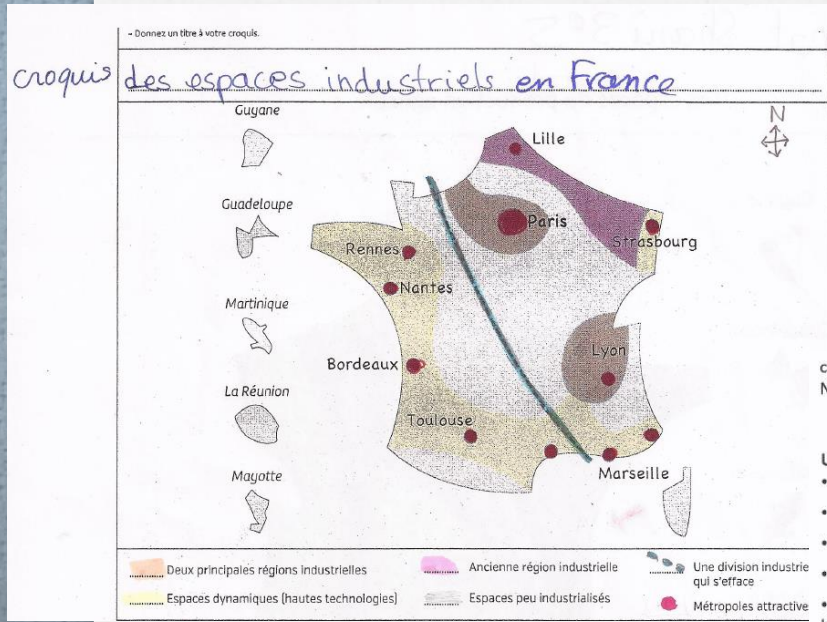 - Donnez un titre à votre croquis.
croquis des espaces industriels en France
Guyane
N
Lille
Guadeloupe
Paris
Strasbourg
Rennes
Nantes
Martinique
Lyon
Bordeaux
La Réunion
Toulouse
Marseille
Mayotte
Deux principales régions industrielles
Ancienne région industrielle
Une division industrie
qui s'efface
Espaces dynamiques (hautes technologies)
Espaces peu industrialisés
Métropoles attractive